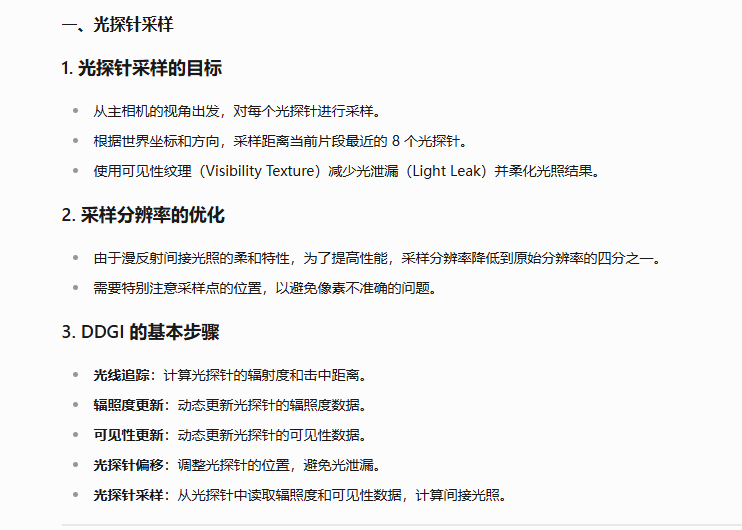 一、光探针采样
1. 光探针采样的目标
从主相机的视角出发，对每个光探针进行采样。
根据世界坐标和方向，采样距离当前片段最近的 8 个光探针。
使用可见性纹理（Visibility Texture）减少光泄漏（Light Leak）并柔化光照结果。
2. 采样分辨率的优化
由于漫反射间接光照的柔和特性，为了提高性能，采样分辨率降低到原始分辨率的四分之一。
需要特别注意采样点的位置，以避免像素不准确的问题。
3. DDGI 的基本步骤
光线追踪：计算光探针的辐射度和击中距离。
辐照度更新：动态更新光探针的辐照度数据。
可见性更新：动态更新光探针的可见性数据。
光探针偏移：调整光探针的位置，避免光泄漏。
光探针采样：从光探针中读取辐照度和可见性数据，计算间接光照。